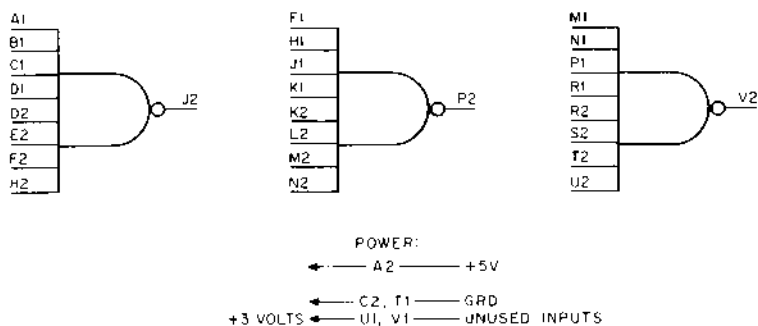 A1
B1
C1
D1
D2
E2
F2
H2
J2
F1
H1
J1
K1
K2
L2
M2
N2
P2
M1
N1
P1
R1
R2
S2
T2
U2
V2
POWER:
A2 +5V
C2, T1 GRD
+3 VOLTS U1, V1 UNUSED INPUTS